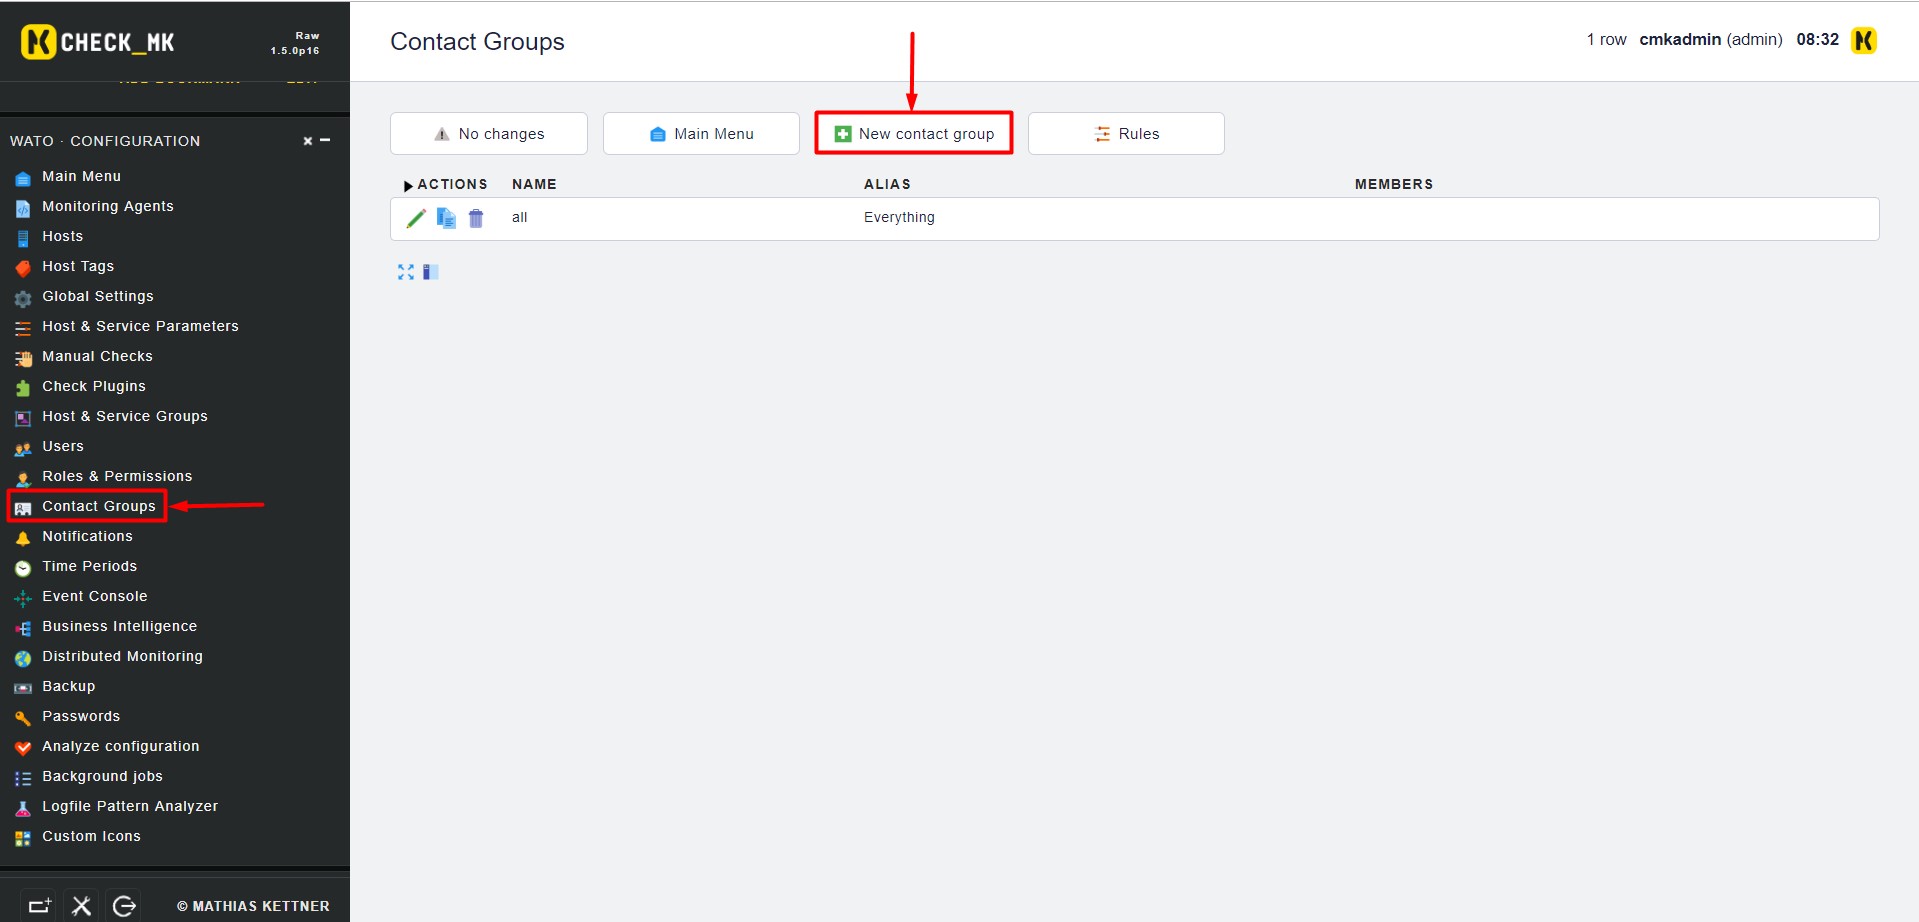 CHECK_MK
Raw
1.5.0p16
WATO · CONFIGURATION
Main Menu
Monitoring Agents
Hosts
Host Tags
Global Settings
Host & Service Parameters
Manual Checks
Check Plugins
Host & Service Groups
Users
Roles & Permissions
Contact Groups
Notifications
Time Periods
Event Console
Business Intelligence
Distributed Monitoring
Backup
Passwords
Analyze configuration
Background jobs
Logfile Pattern Analyzer
Custom Icons
© MATHIAS KETTNER
Contact Groups
1 row cmkadmin (admin) 08:32
No changes Main Menu New contact group Rules
ACTIONS NAME ALIAS MEMBERS
all Everything